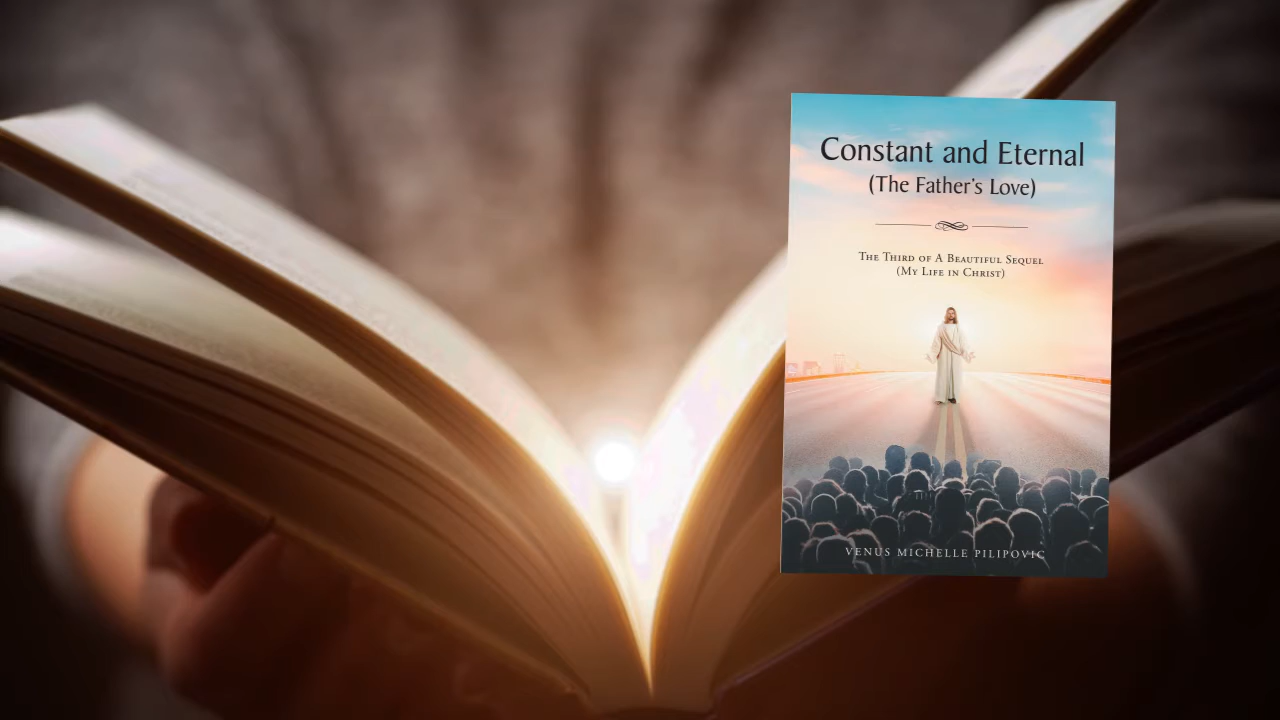 Constant and Eternal
(The Father's Love)
The Third of A Beautiful Sequel
(My Life in Christ)
VENUS MICHELLE PILIPOVIC